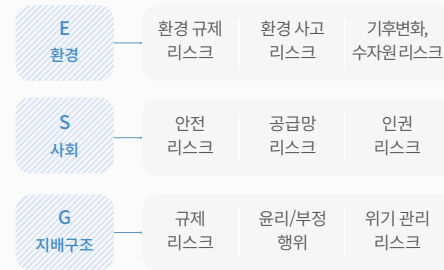 E
환경
환경 규제
리스크
환경 사고
리스크
기후변화,
수자원 리스크
S
사회
안전
리스크
공급망
리스크
인권
리스크
G
지배구조
규제
리스크
윤리/부정
행위
위기 관리
리스크